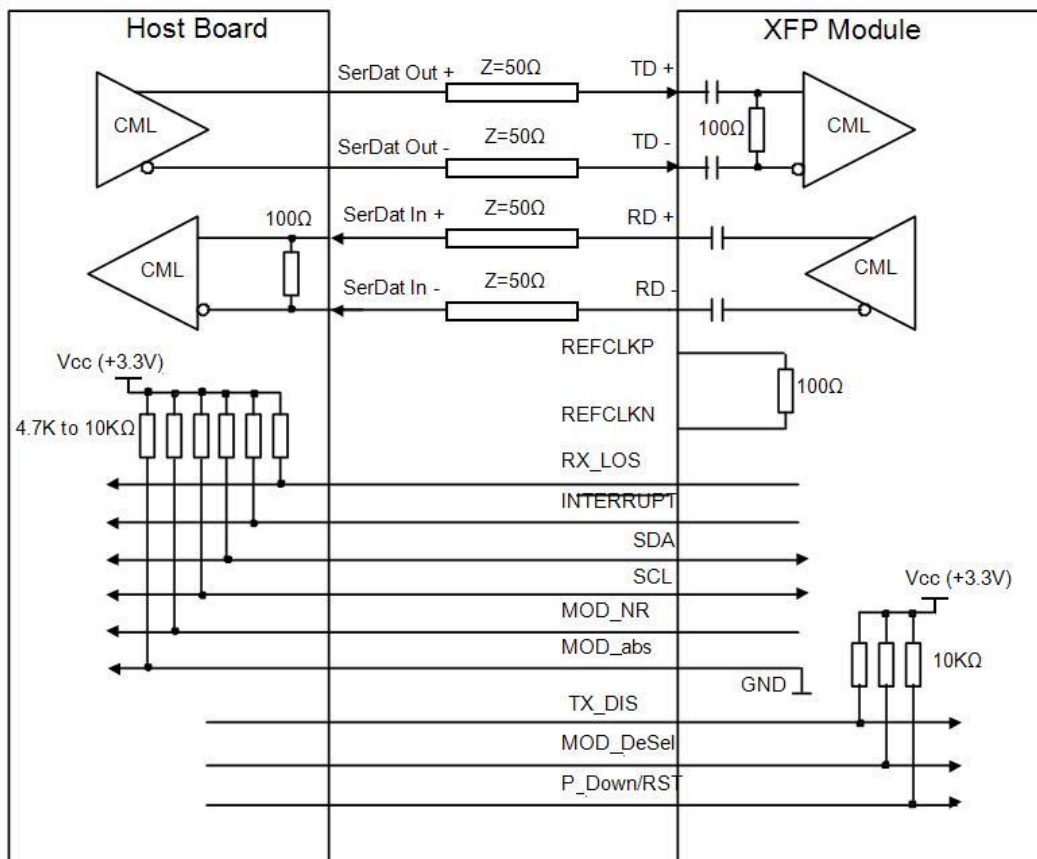 Host Board
XFP Module
SerDat Out +
Z=50Ω
TD +
CML
100Ω
CML
SerDat Out -
Z=50Ω
TD -
100Ω
SerDat In +
Z=50Ω
RD +
CML
CML
SerDat In -
Z=50Ω
RD -
Vcc (+3.3V)
REFCLKP
100Ω
4.7K to 10KΩ
REFCLKN
RX_LOS
INTERRUPT
SDA
SCL
Vcc (+3.3V)
MOD_NR
MOD_abs
10KΩ
GND
TX_DIS
MOD_DeSel
P_Down/RST